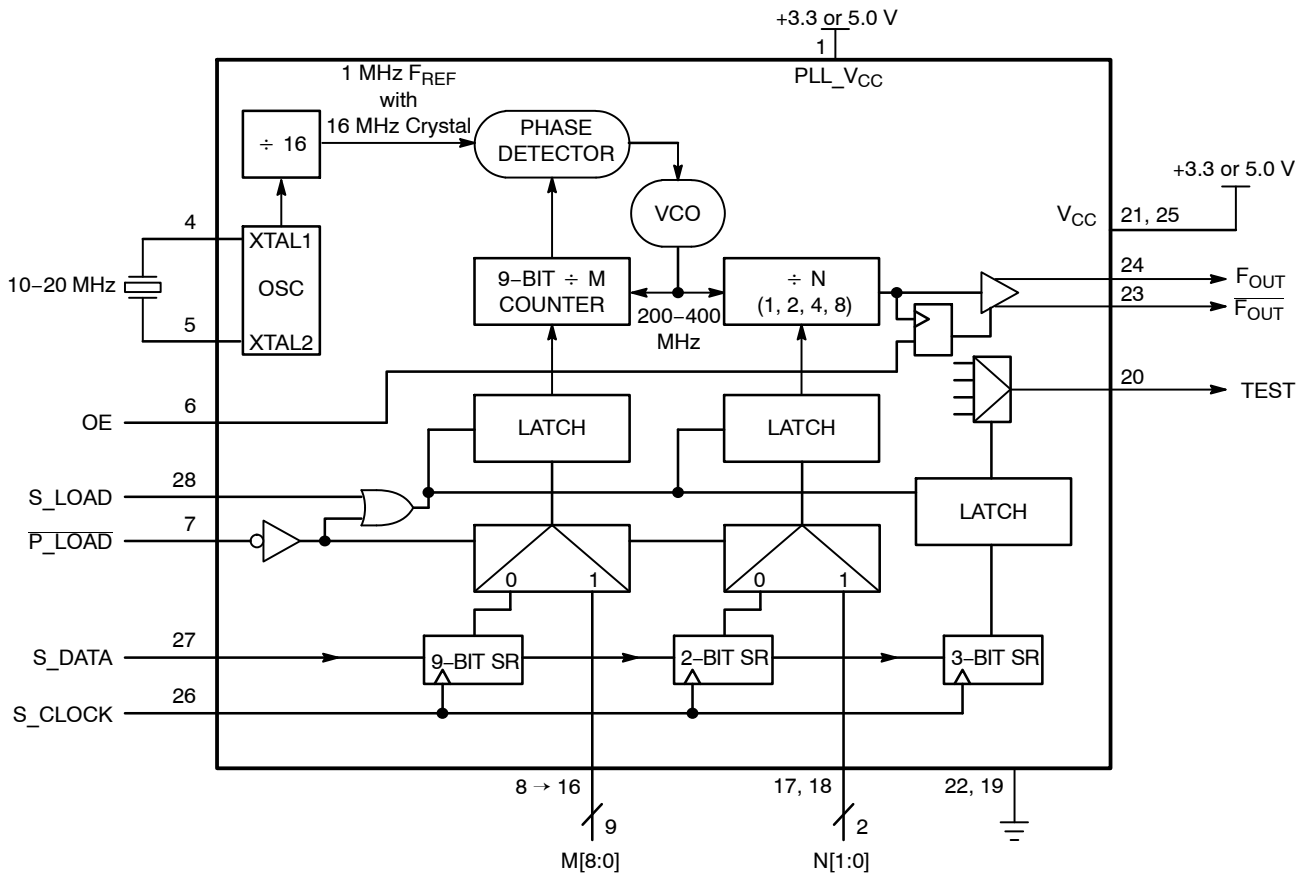 +3.3 or 5.0 V
1
PLL_VCC
1 MHz FREF
with
16 MHz Crystal
÷ 16
PHASE
DETECTOR
VCO
+3.3 or 5.0 V
VCC
21, 25
4
XTAL1
10−20 MHz
OSC
5
XTAL2
9−BIT ÷ M
COUNTER
200−400
MHz
÷ N
(1, 2, 4, 8)
24
FOUT
23
F̅O̅U̅T̅
20
TEST
6
OE
LATCH
LATCH
28
S_LOAD
7
P̅_̅L̅O̅A̅D̅
LATCH
0
1
0
1
27
S_DATA
9−BIT SR
2−BIT SR
3−BIT SR
26
S_CLOCK
8 → 16
17, 18
22, 19
9
2
M[8:0]
N[1:0]